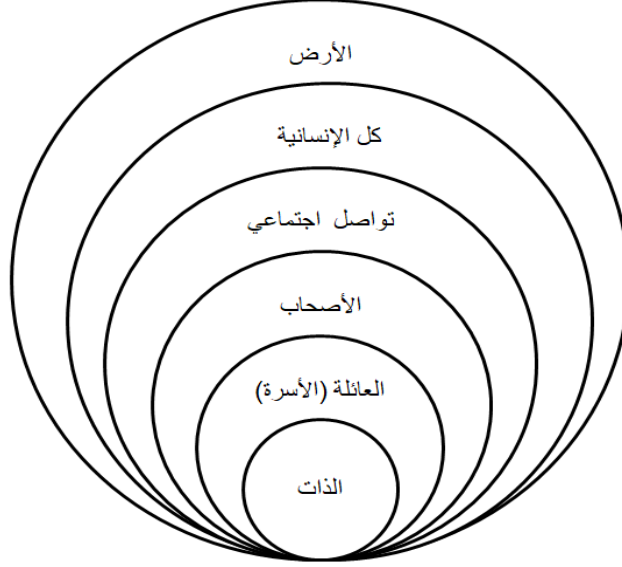 الأرض
كل الإنسانية
تواصل اجتماعي
الأصحاب
العائلة (الأسرة)
الذات